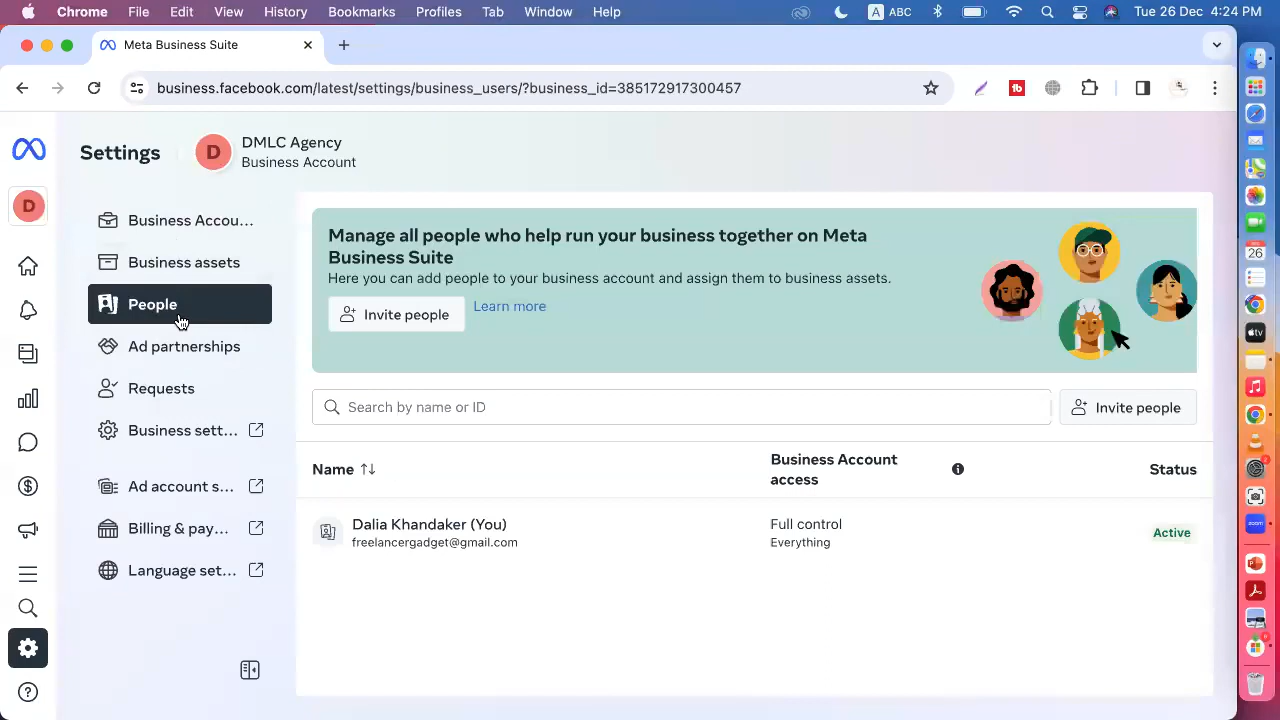 Chrome File Edit View History Bookmarks Profiles Tab Window Help A ABC Tue 26 Dec 4:24 PM
Meta Business Suite
business.facebook.com/latest/settings/business_users/?business_id=385172917300457
Settings
D
DMLC Agency
Business Account
D
Business Accou...
Business assets
People
Ad partnerships
Requests
Business sett...
Ad account s...
Billing & pay...
Language set...
Manage all people who help run your business together on Meta
Business Suite
Here you can add people to your business account and assign them to business assets.
Invite people
Learn more
Search by name or ID
Invite people
Name
Business Account
access
Status
Dalia Khandaker (You)
freelancergadget@gmail.com
Full control
Everything
Active
26
tv
zoom